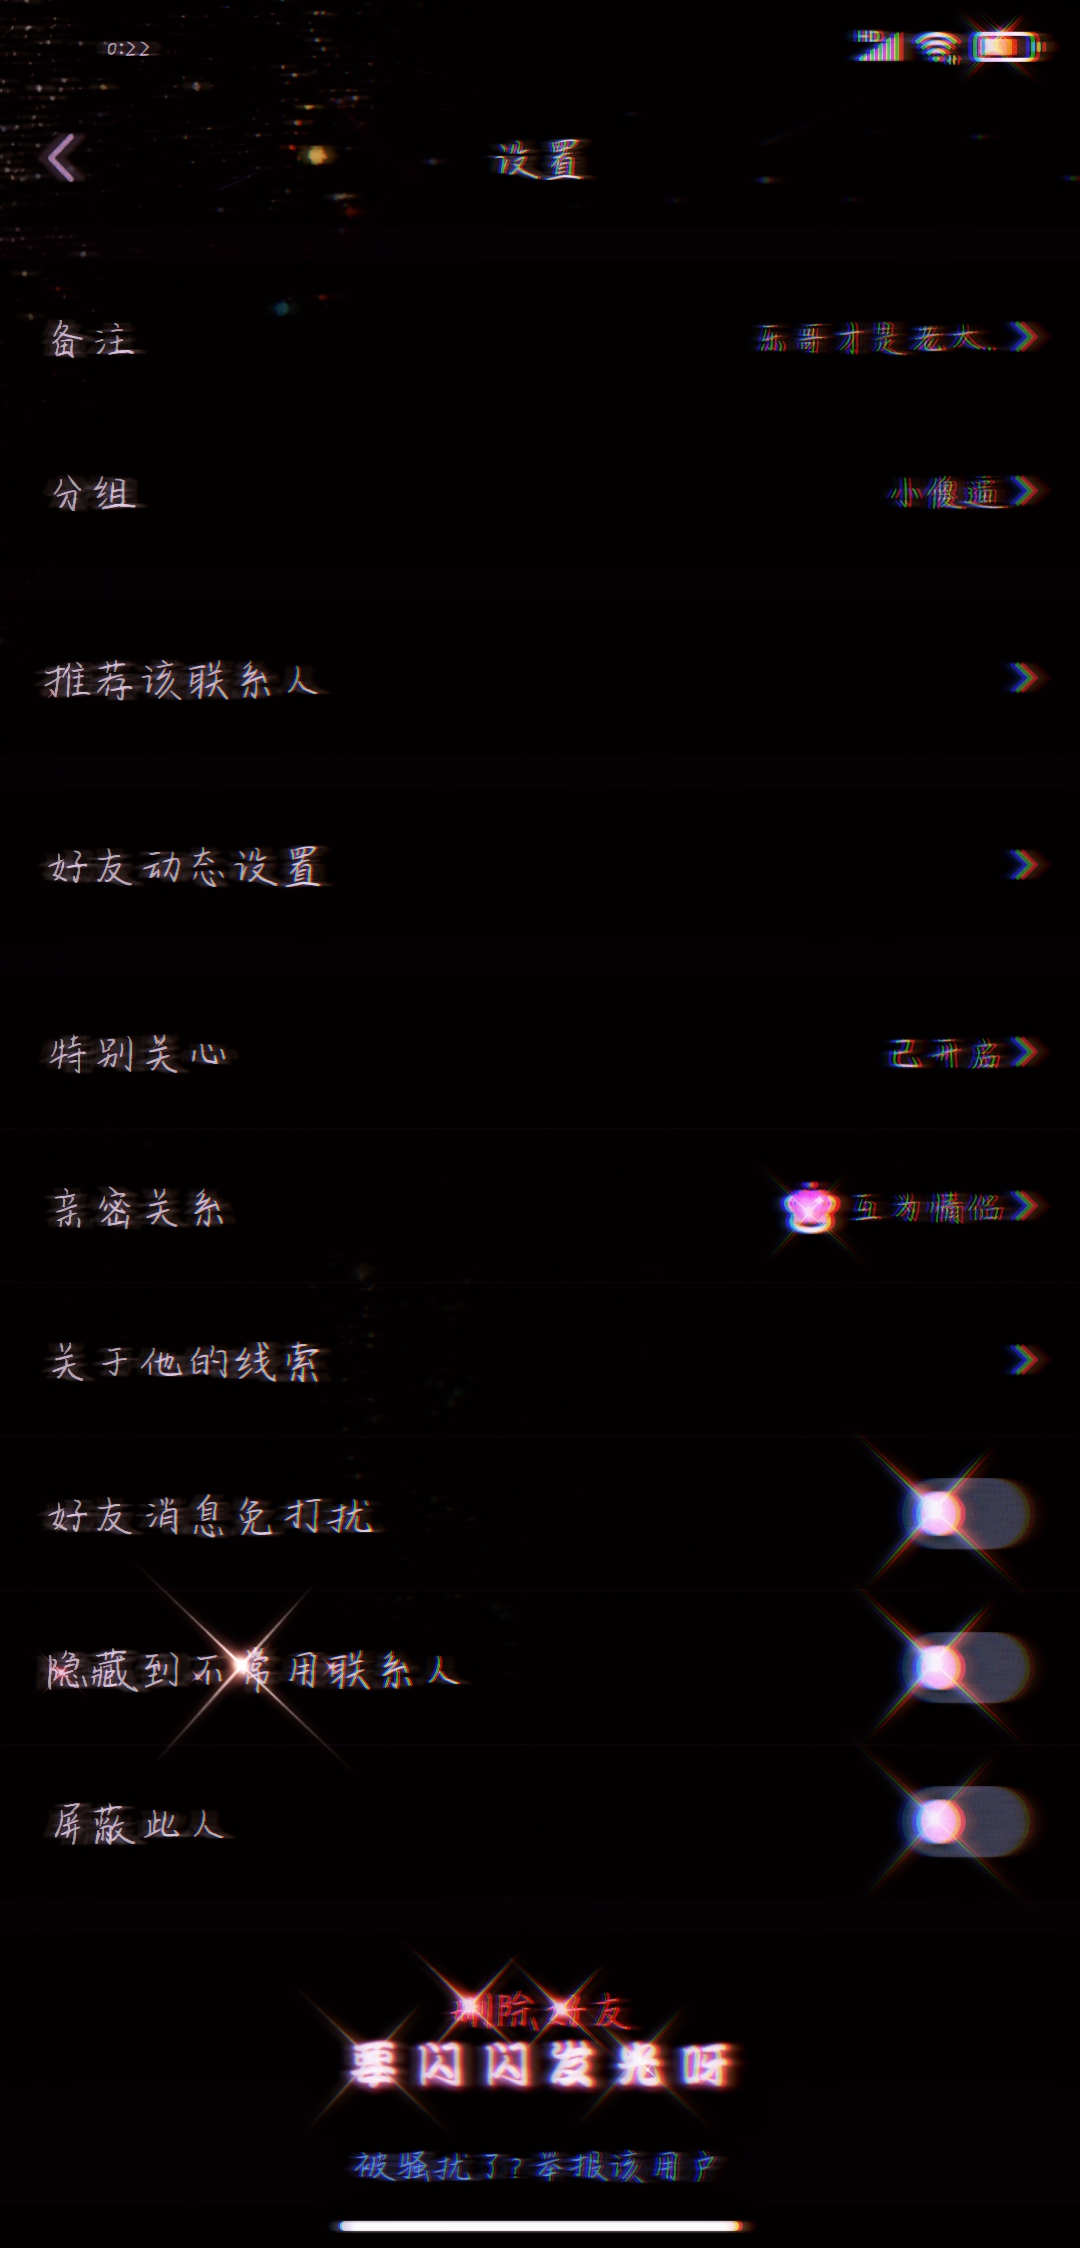 0:22
HD
设置
备注 东哥才是老大...
分组 小傻逼
推荐该联系人
好友动态设置
特别关心 已开启
亲密关系 互为情侣
关于他的线索
好友消息免打扰
隐藏到不常用联系人
屏蔽此人
删除好友
要闪闪发光呀
被骚扰了?举报该用户